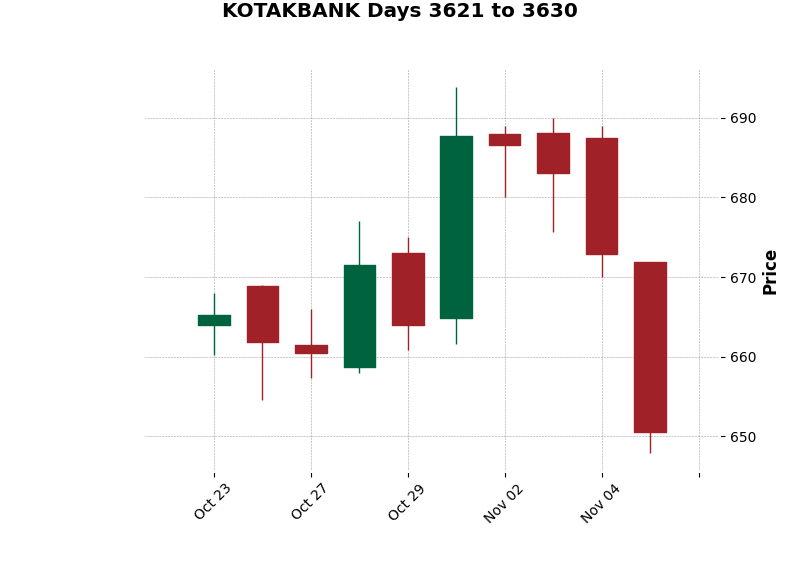 KOTAKBANK Days 3621 to 3630
690
680
670
660
650
Price
Oct 23
Oct 27
Oct 29
Nov 02
Nov 04